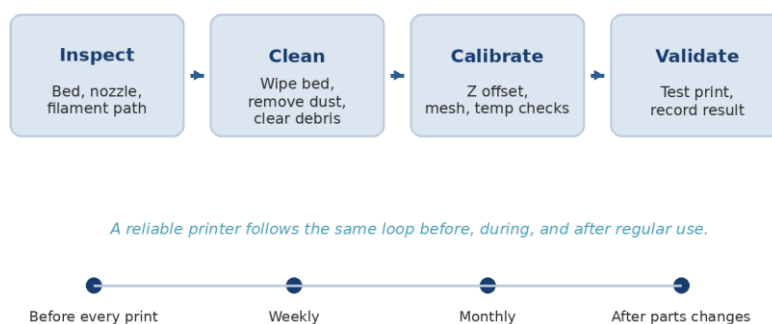 Inspect
Bed, nozzle,
filament path
Clean
Wipe bed,
remove dust,
clear debris
Calibrate
Z offset,
mesh, temp checks
Validate
Test print,
record result
A reliable printer follows the same loop before, during, and after regular use.
Before every print
Weekly
Monthly
After parts changes